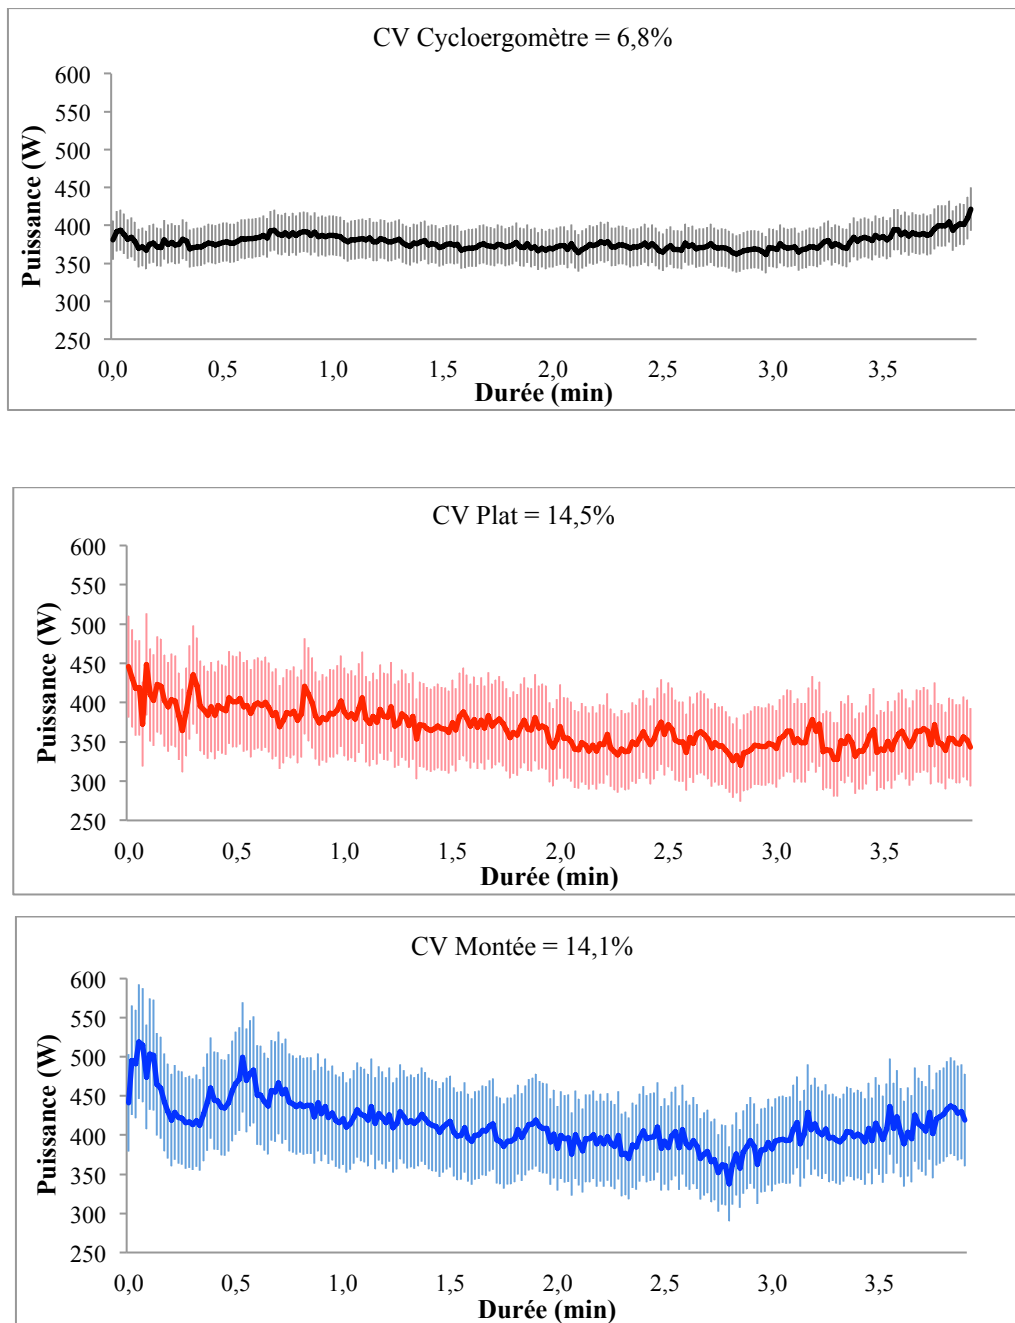 CV Cycloergomètre = 6,8%
600
550
500
450
400
350
300
250
Puissance (W)
0,0 0,5 1,0 1,5 2,0 2,5 3,0 3,5
Durée (min)
CV Plat = 14,5%
600
550
500
450
400
350
300
250
Puissance (W)
0,0 0,5 1,0 1,5 2,0 2,5 3,0 3,5
Durée (min)
CV Montée = 14,1%
600
550
500
450
400
350
300
250
Puissance (W)
0,0 0,5 1,0 1,5 2,0 2,5 3,0 3,5
Durée (min)